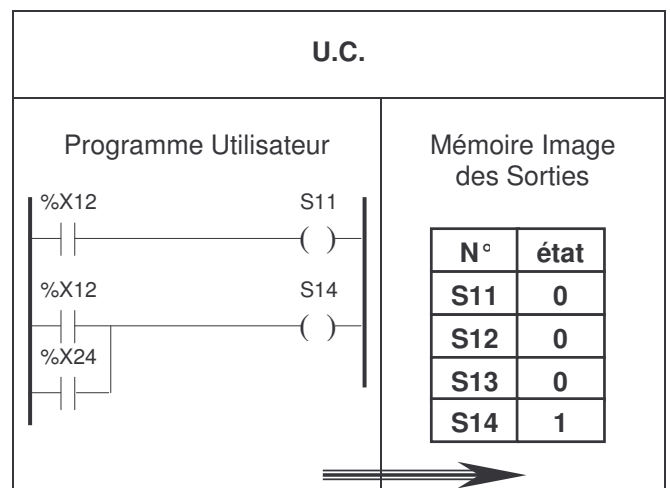 U.C.
Programme Utilisateur
%X12 S11
%X12 S14
%X24
Mémoire Image
des Sorties
N° état
S11 0
S12 0
S13 0
S14 1